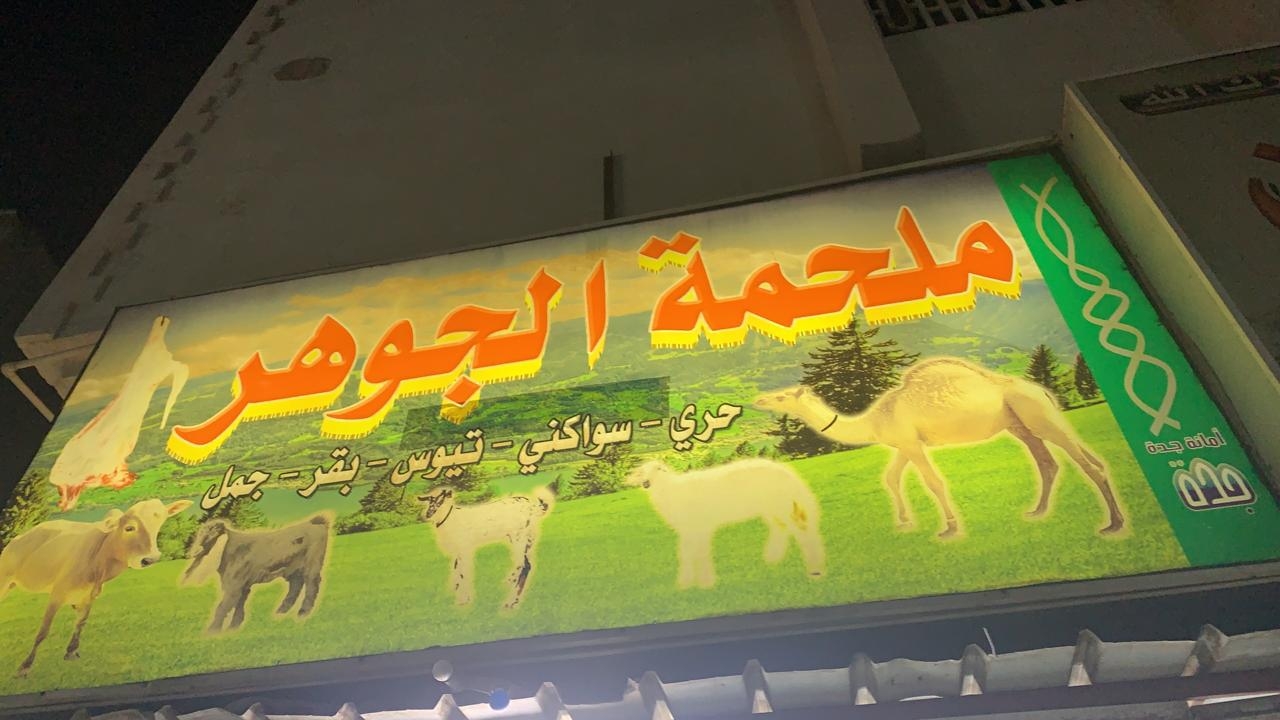 ملحمة الجوهر
حري - سواكني - تيوس - بقر - جمل
أمانة جدة
جدة